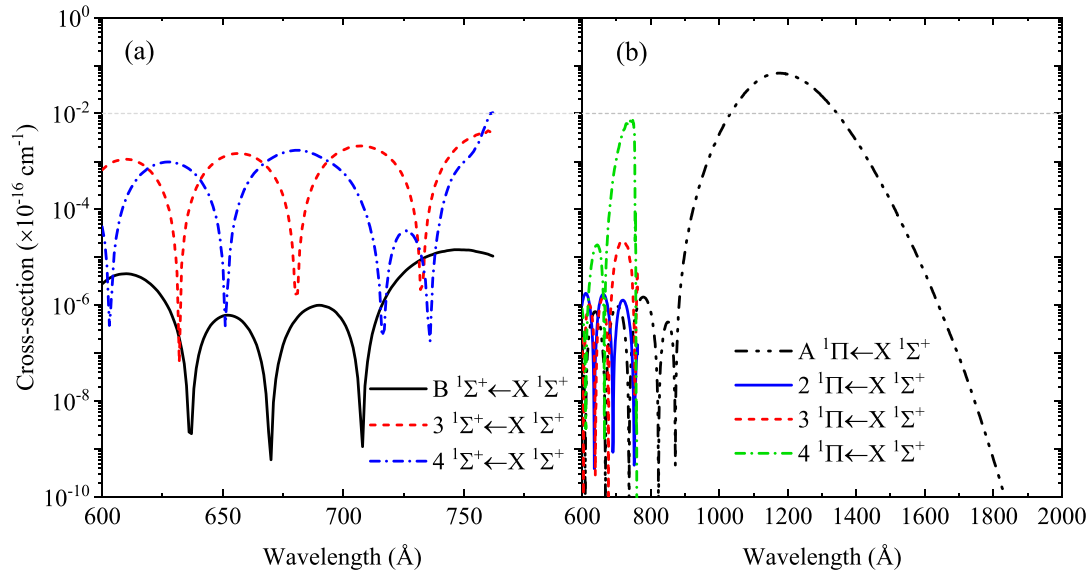 (a)
(b)
Cross-section (×10⁻¹⁶ cm⁻¹)
10⁰
10⁻²
10⁻⁴
10⁻⁶
10⁻⁸
10⁻¹⁰
B ¹Σ⁺←X ¹Σ⁺
3 ¹Σ⁺←X ¹Σ⁺
4 ¹Σ⁺←X ¹Σ⁺
A ¹Π←X ¹Σ⁺
2 ¹Π←X ¹Σ⁺
3 ¹Π←X ¹Σ⁺
4 ¹Π←X ¹Σ⁺
600 650 700 750
600 800 1000 1200 1400 1600 1800 2000
Wavelength (Å)
Wavelength (Å)